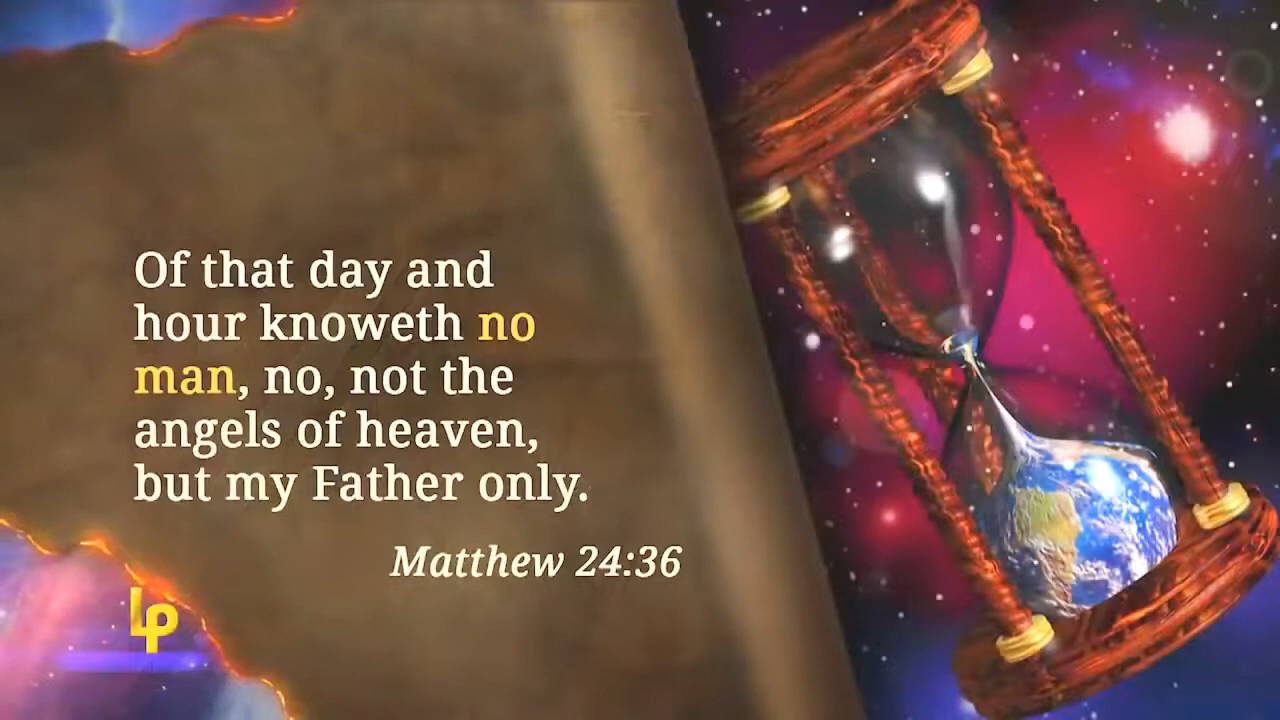 Of that day and
hour knoweth no
man, no, not the
angels of heaven,
but my Father only.
Matthew 24:36
Lp